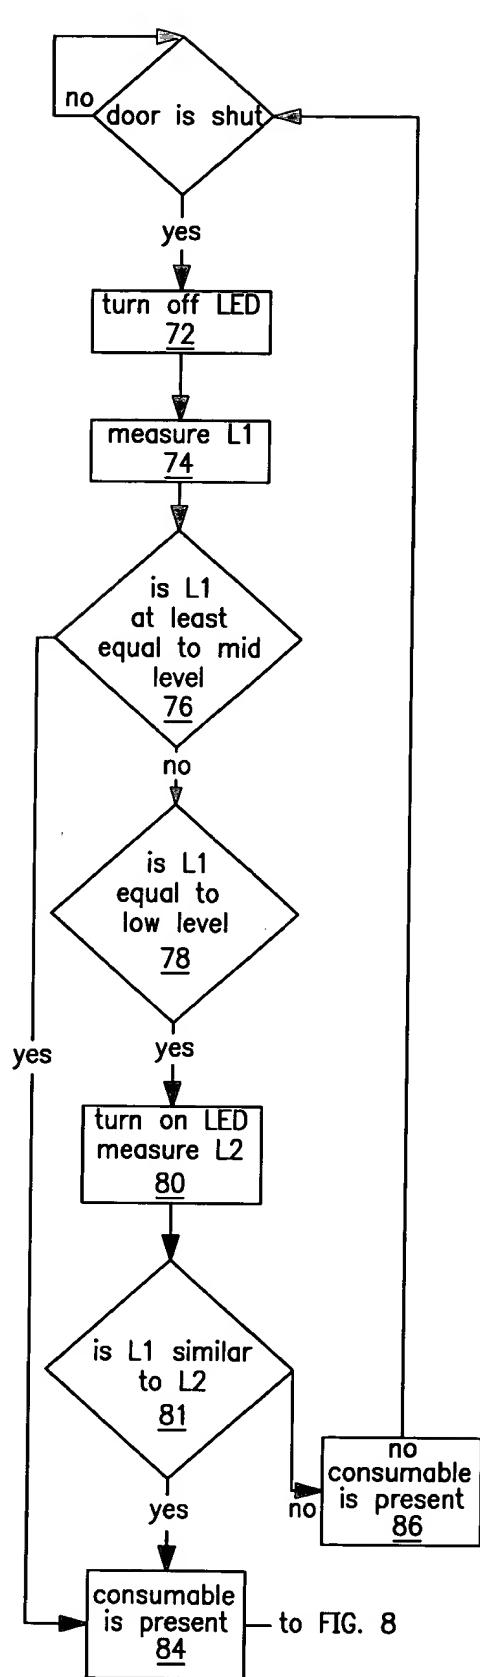 no
door is shut
yes
turn off LED
72
measure L1
74
is L1
at least
equal to mid
level
76
no
is L1
equal to
low level
78
yes
yes
turn on LED
measure L2
80
is L1 similar
to L2
81
no
consumable
is present
86
no
yes
consumable
is present
84
to FIG. 8